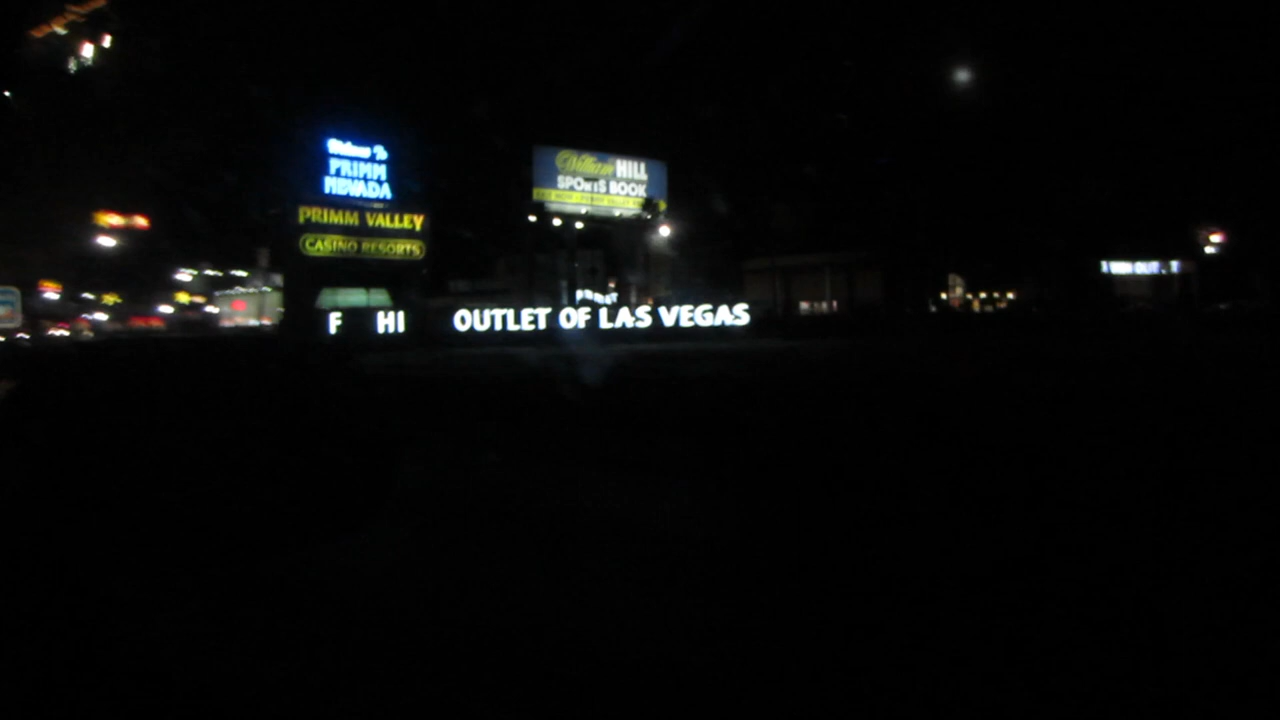 Welcome To
PRIMM
NEVADA
PRIMM VALLEY
CASINO RESORTS
William HILL
SPORTS BOOK
F HI OUTLET OF LAS VEGAS